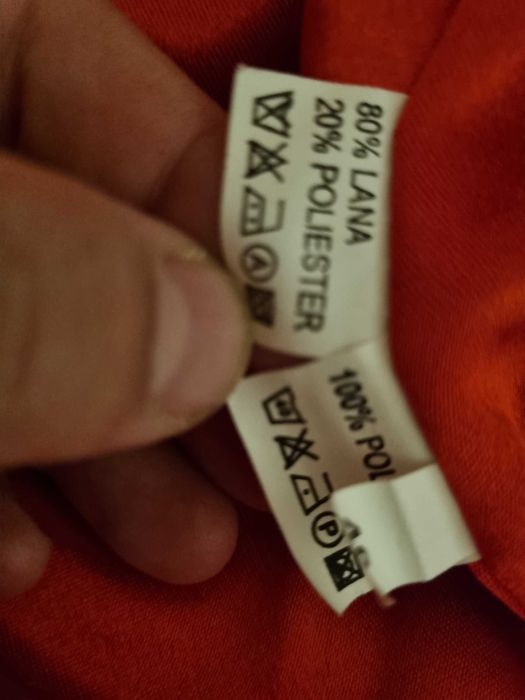 80% LANA
20% POLIESTER
A
100% POL
P